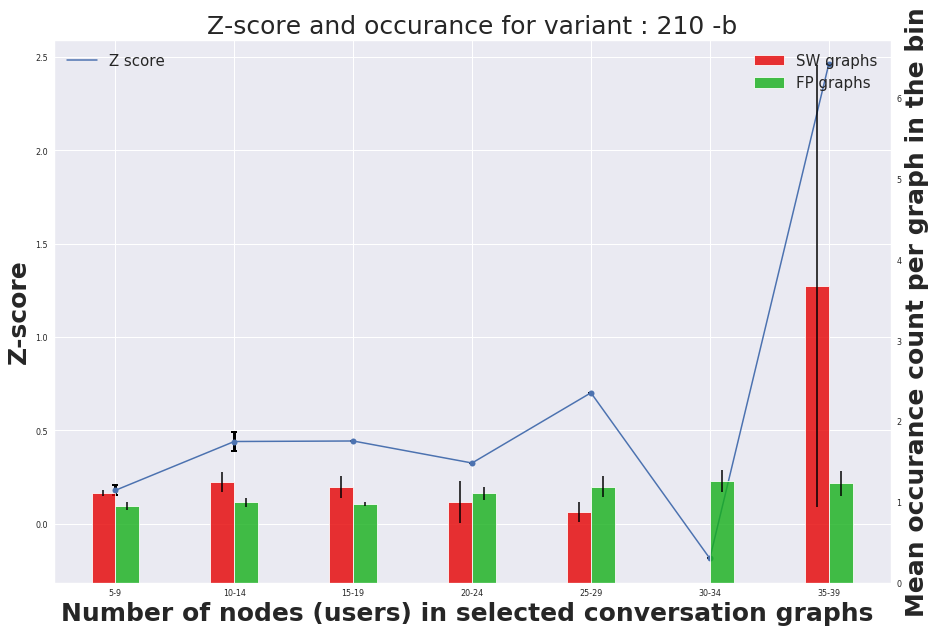 Z-score and occurance for variant : 210 -b
Z score
SW graphs
FP graphs
2.5
2.0
1.5
1.0
0.5
0.0
Z-score
6
5
4
3
2
1
0
Mean occurance count per graph in the bin
5-9 10-14 15-19 20-24 25-29 30-34 35-39
Number of nodes (users) in selected conversation graphs